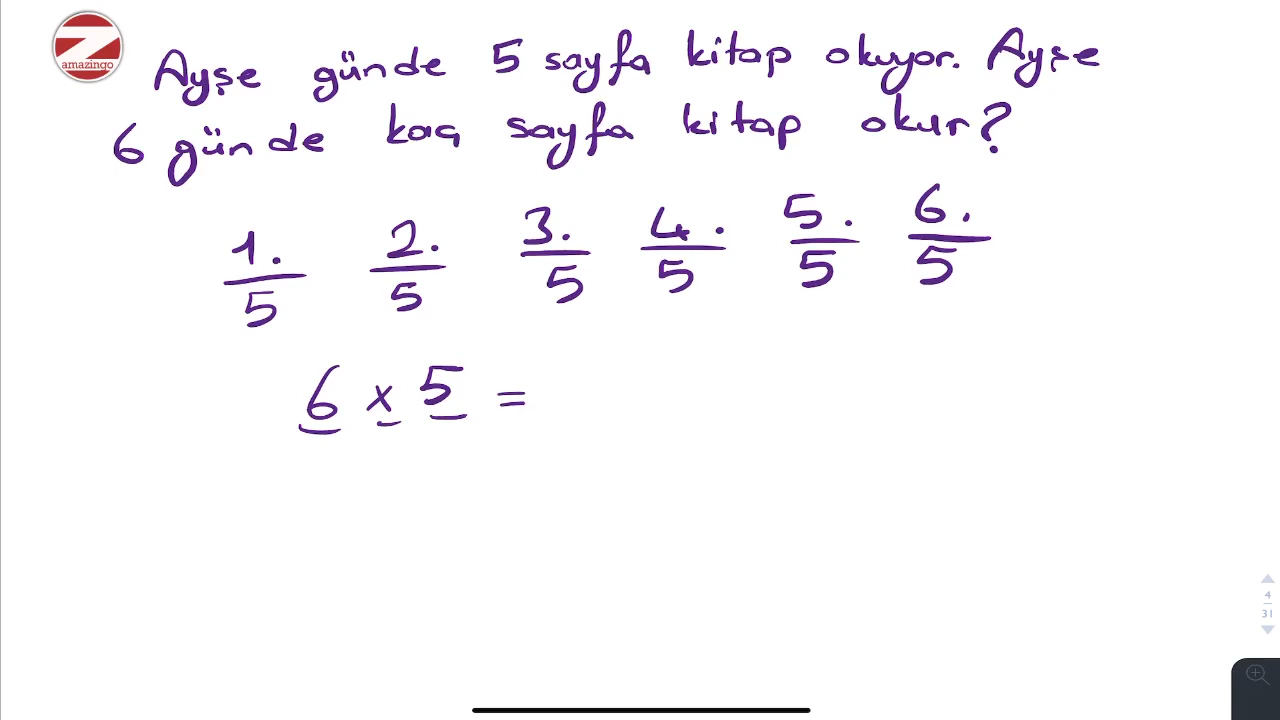 Z
amazingo
Ayşe günde 5 sayfa kitap okuyor. Ayşe
6 günde kaç sayfa kitap okur?
1. 2. 3. 4. 5. 6.
5 5 5 5 5 5
6 x 5 =
4
31